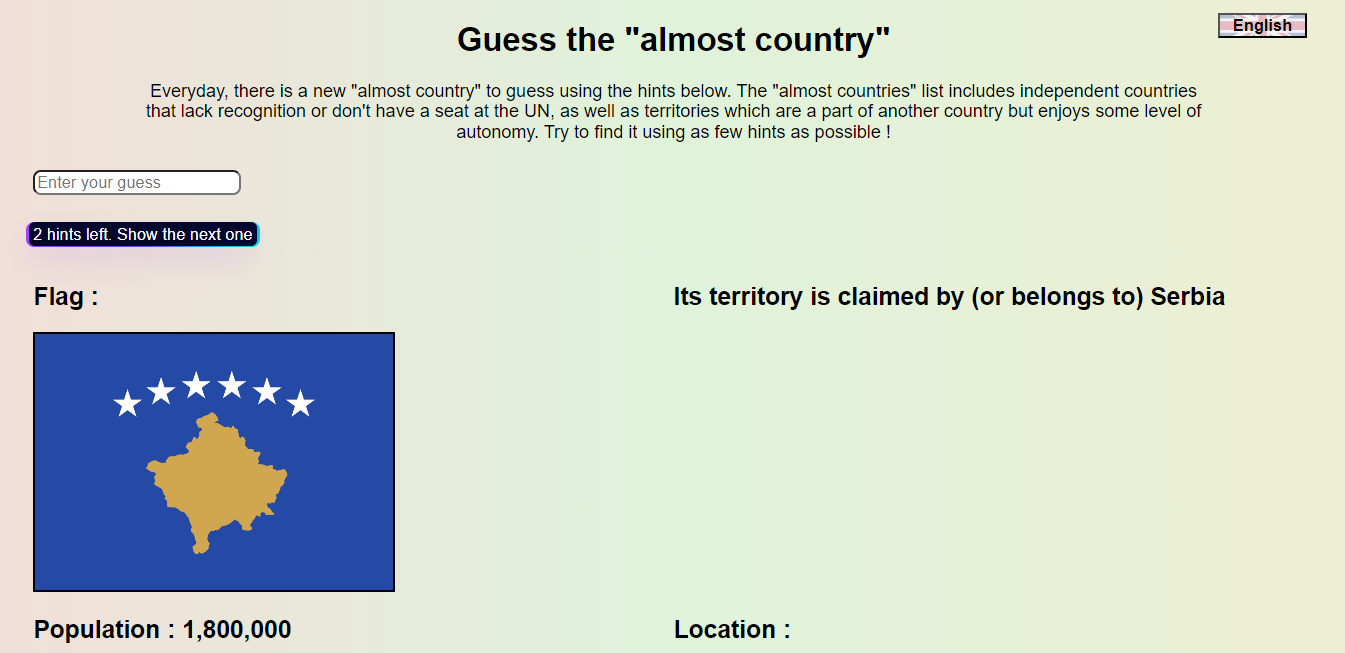 English
Guess the "almost country"
Everyday, there is a new "almost country" to guess using the hints below. The "almost countries" list includes independent countries
that lack recognition or don't have a seat at the UN, as well as territories which are a part of another country but enjoys some level of
autonomy. Try to find it using as few hints as possible !
Enter your guess
2 hints left. Show the next one
Flag :
Its territory is claimed by (or belongs to) Serbia
Population : 1,800,000
Location :